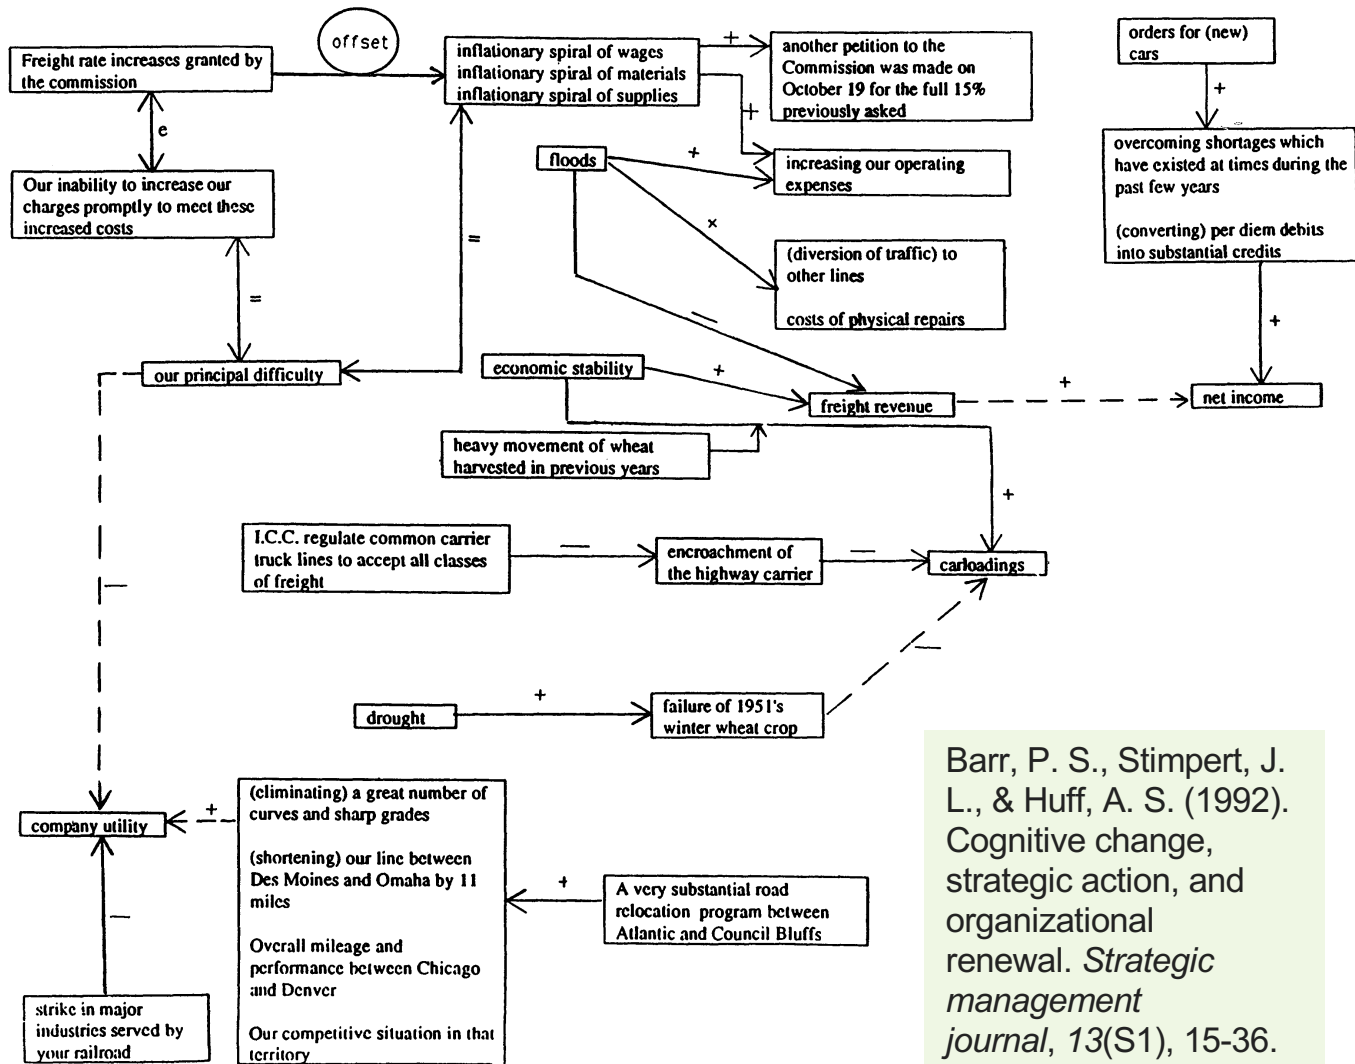 offset
Freight rate increases granted by
the commission
inflationary spiral of wages
inflationary spiral of materials
inflationary spiral of supplies
+
+
another petition to the
Commission was made on
October 19 for the full 15%
previously asked
orders for (new)
cars
+
e
floods
+
increasing our operating
expenses
overcoming shortages which
have existed at times during the
past few years
(converting) per diem debits
into substantial credits
Our inability to increase our
charges promptly to meet these
increased costs
=
=
×
(diversion of traffic) to
other lines
costs of physical repairs
—
+
our principal difficulty
economic stability
+
freight revenue
+
net income
heavy movement of wheat
harvested in previous years
+
I.C.C. regulate common carrier
truck lines to accept all classes
of freight
—
encroachment of
the highway carrier
—
carloadings
—
—
drought
+
failure of 1951's
winter wheat crop
company utility
+
—
(eliminating) a great number of
curves and sharp grades
(shortening) our line between
Des Moines and Omaha by 11
miles
Overall mileage and
performance between Chicago
and Denver
Our competitive situation in that
territory
+
A very substantial road
relocation program between
Atlantic and Council Bluffs
strike in major
industries served by
your railroad
Barr, P. S., Stimpert, J.
L., & Huff, A. S. (1992).
Cognitive change,
strategic action, and
organizational
renewal. Strategic
management
journal, 13(S1), 15-36.